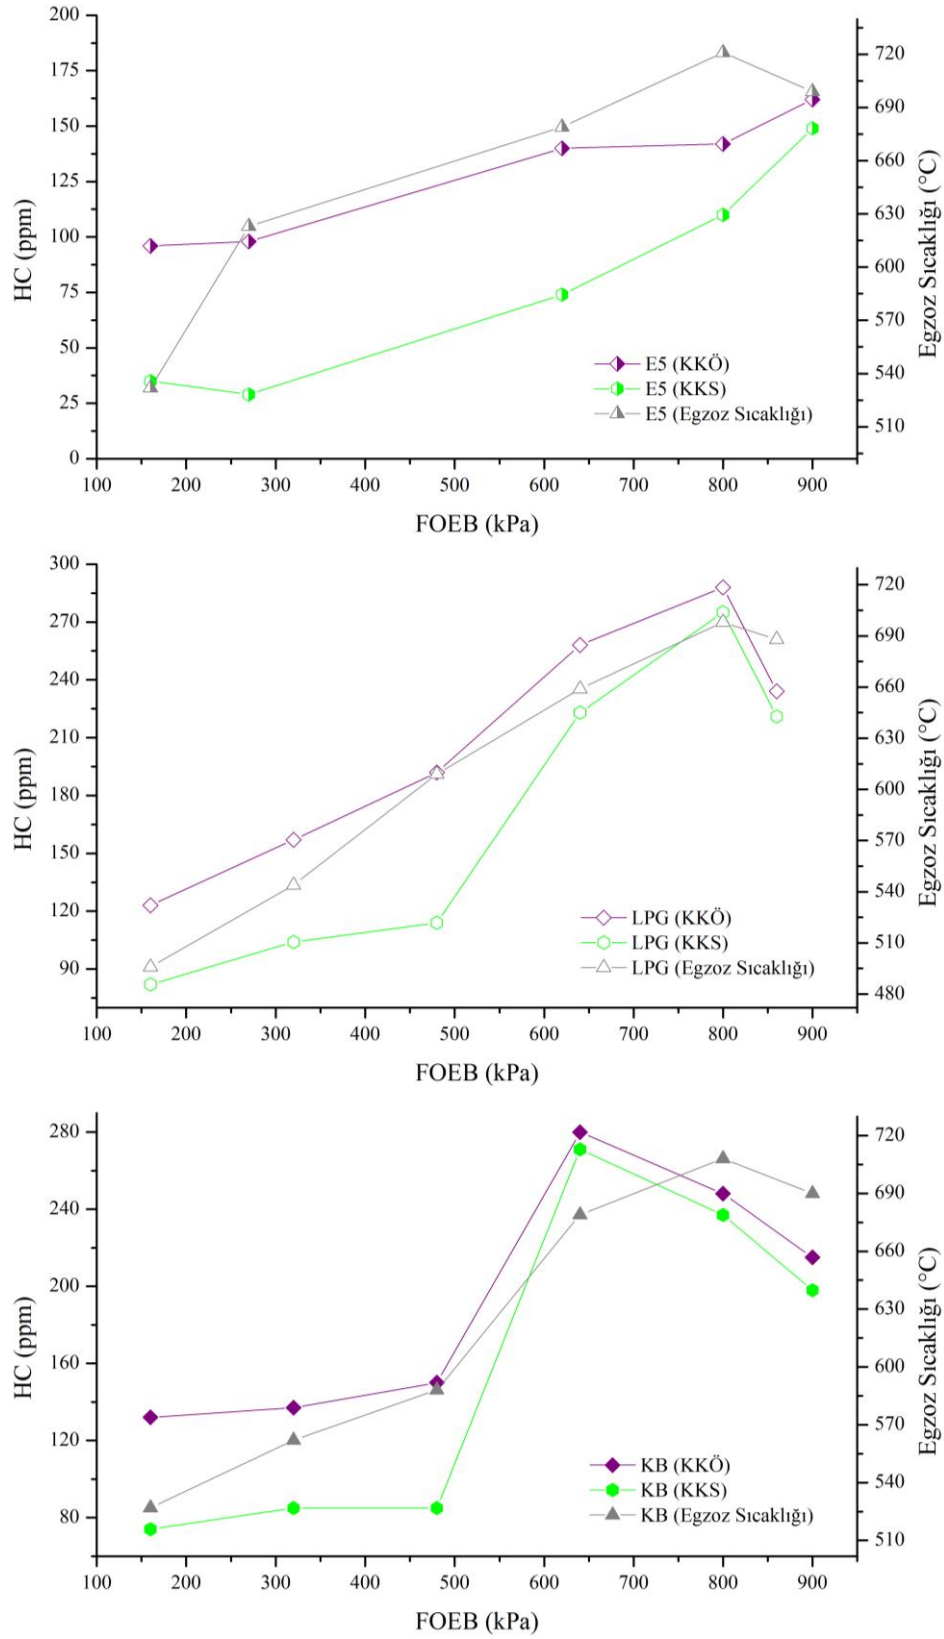 200
175
150
125
100
75
50
25
0
HC (ppm)
720
690
660
630
600
570
540
510
Egzoz Sıcaklığı (°C)
E5 (KKÖ)
E5 (KKS)
E5 (Egzoz Sıcaklığı)
100 200 300 400 500 600 700 800 900
FOEB (kPa)
300
270
240
210
180
150
120
90
HC (ppm)
720
690
660
630
600
570
540
510
480
Egzoz Sıcaklığı (°C)
LPG (KKÖ)
LPG (KKS)
LPG (Egzoz Sıcaklığı)
100 200 300 400 500 600 700 800 900
FOEB (kPa)
280
240
200
160
120
80
HC (ppm)
720
690
660
630
600
570
540
510
Egzoz Sıcaklığı (°C)
KB (KKÖ)
KB (KKS)
KB (Egzoz Sıcaklığı)
100 200 300 400 500 600 700 800 900
FOEB (kPa)